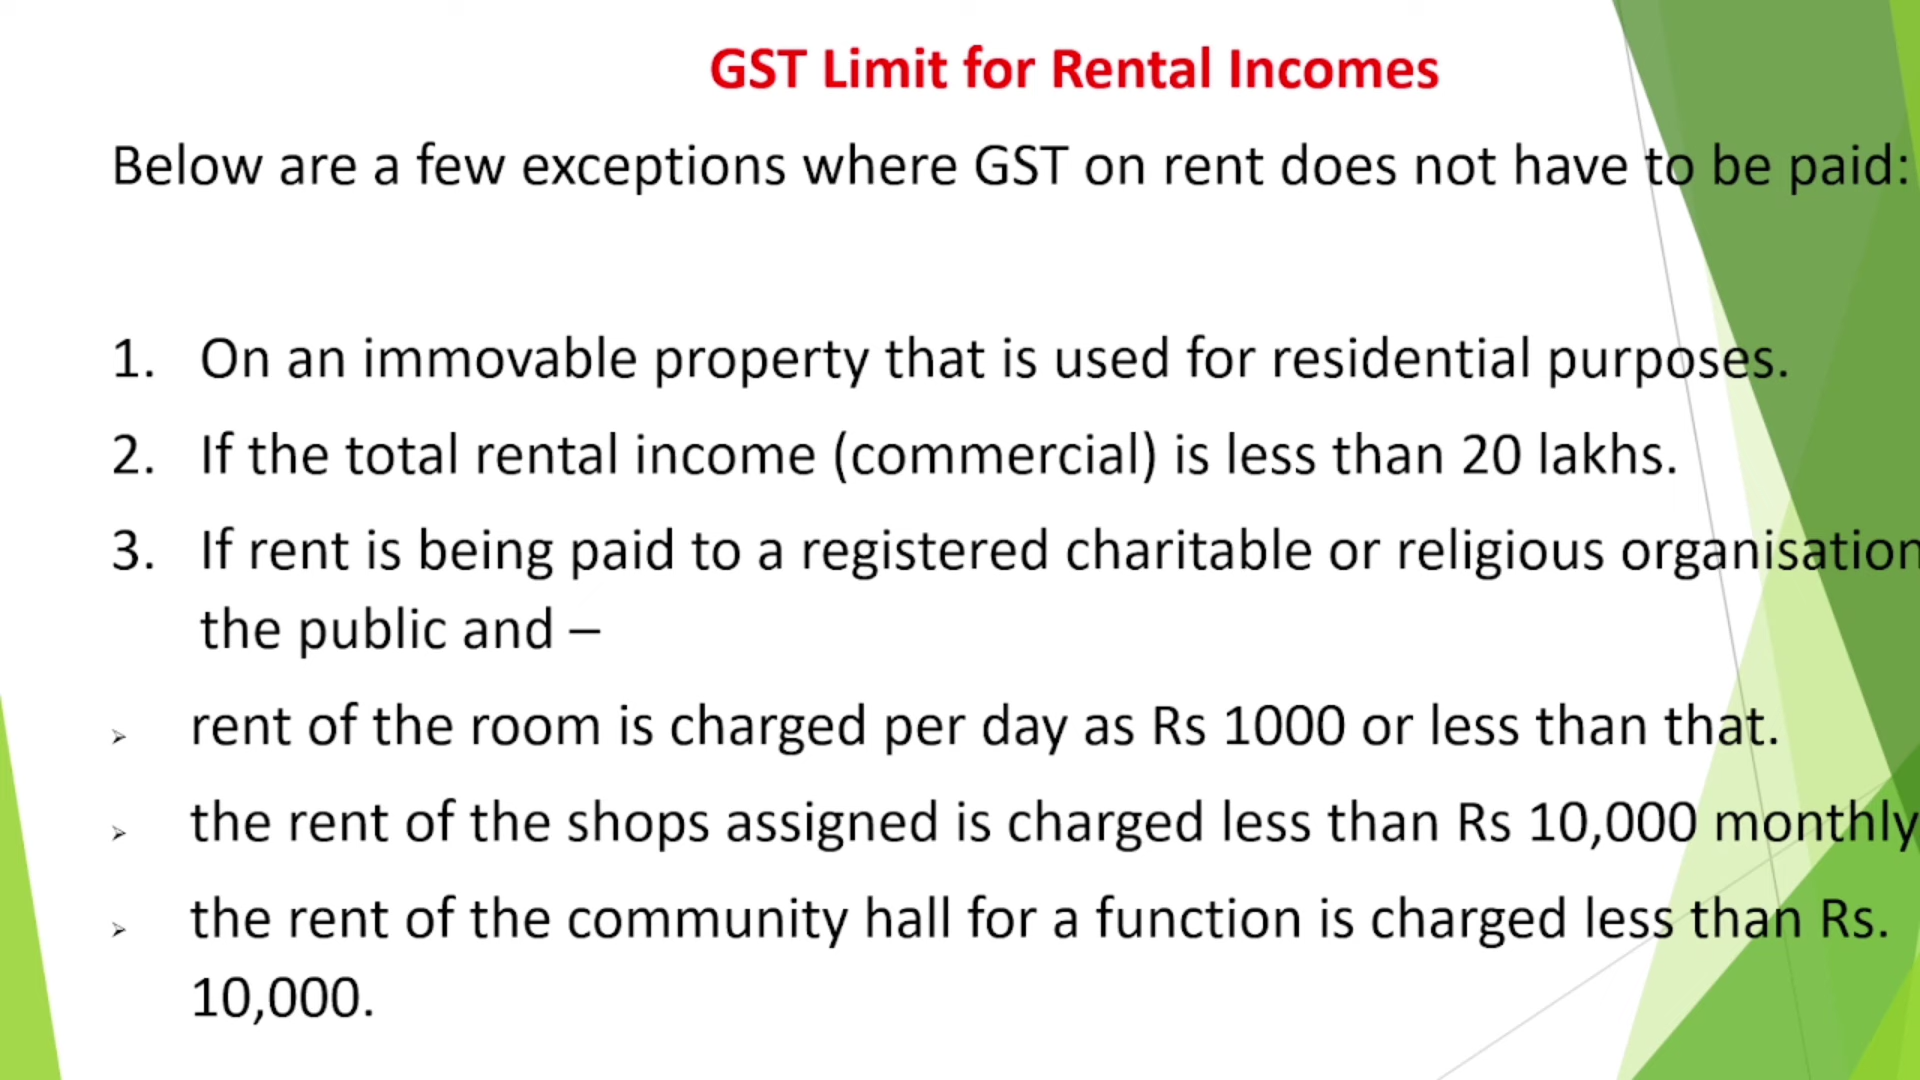 GST Limit for Rental Incomes
Below are a few exceptions where GST on rent does not have to be paid:
1. On an immovable property that is used for residential purposes.
2. If the total rental income (commercial) is less than 20 lakhs.
3. If rent is being paid to a registered charitable or religious organisation
the public and –
➢ rent of the room is charged per day as Rs 1000 or less than that.
➢ the rent of the shops assigned is charged less than Rs 10,000 monthly
➢ the rent of the community hall for a function is charged less than Rs.
10,000.